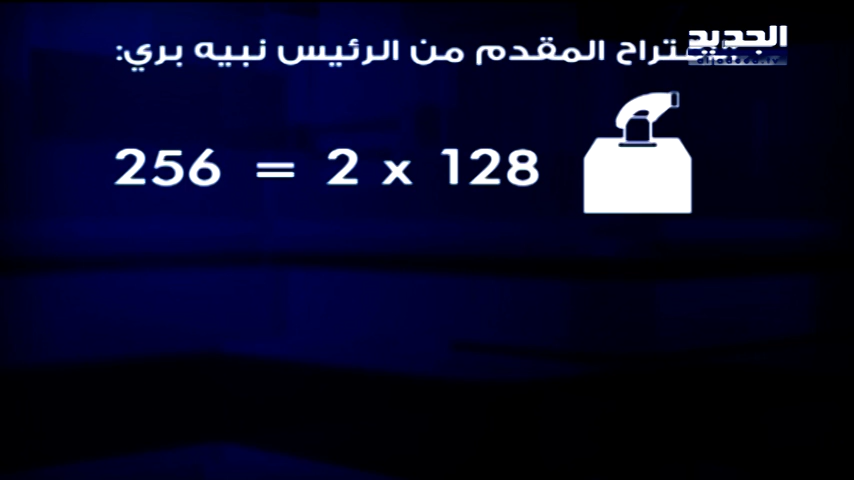 الجديد
المقدم من الرئيس نبيه بري:
256 = 2 x 128